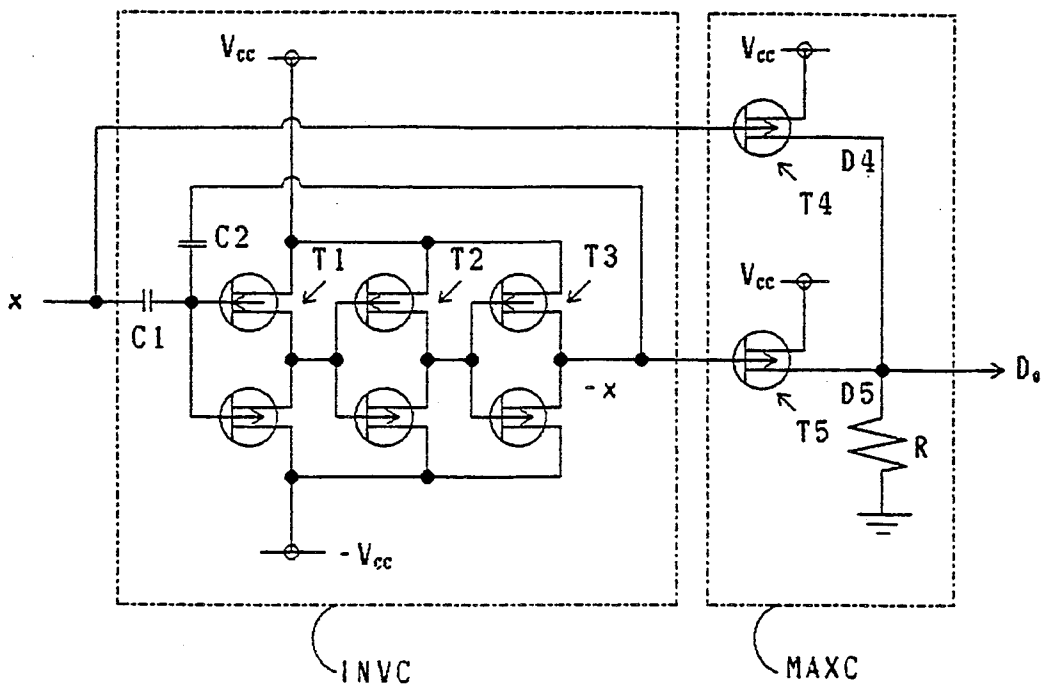 Vcc
Vcc
D4
T4
C2
T1
T2
T3
Vcc
x
C1
-x
D5
D₀
T5
R
-Vcc
INVC
MAXC